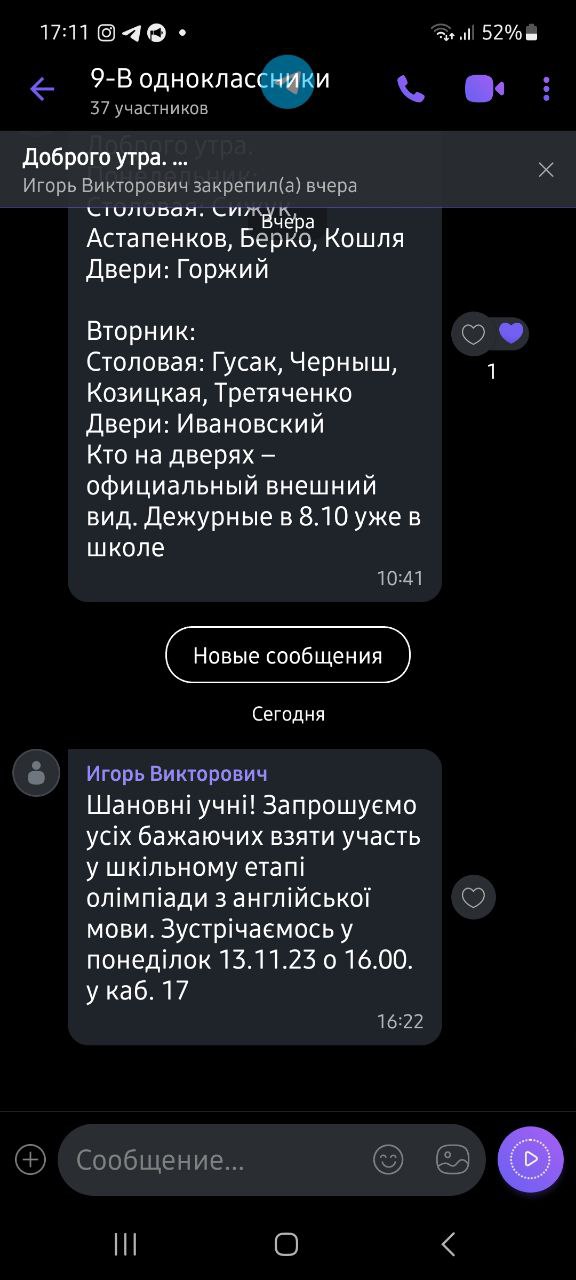 17:11
52%
9-В одноклассники
37 участников
Доброго утра.
Доброго утра. ...
Понедельник:
Игорь Викторович закрепил(а) вчера
Столовая: Сижук,
Вчера
Астапенков, Берко, Кошля
Двери: Горжий
Вторник:
Столовая: Гусак, Черныш,
Козицкая, Третяченко
Двери: Ивановский
Кто на дверях –
официальный внешний
вид. Дежурные в 8.10 уже в
школе
10:41
1
Новые сообщения
Сегодня
Игорь Викторович
Шановні учні! Запрошуємо
усіх бажаючих взяти участь
у шкільному етапі
олімпіади з англійської
мови. Зустрічаємось у
понеділок 13.11.23 о 16.00.
у каб. 17
16:22
Сообщение...